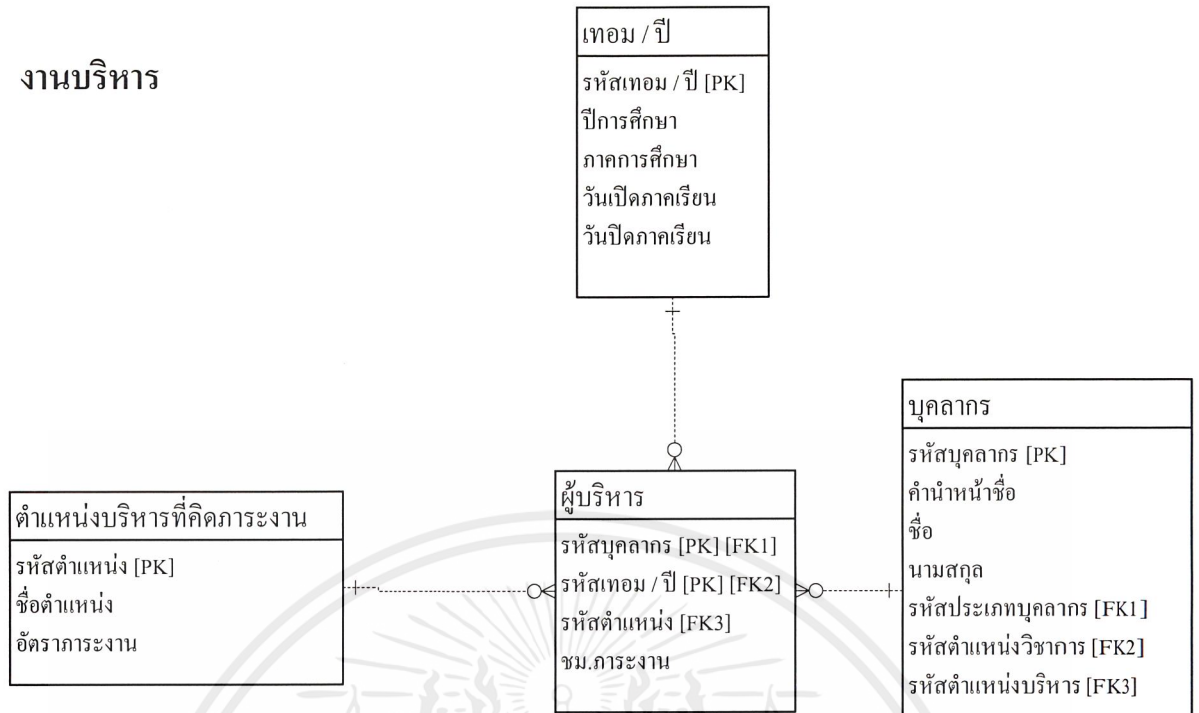 งานบริหาร
เทอม / ปี
รหัสเทอม / ปี [PK]
ปีการศึกษา
ภาคการศึกษา
วันเปิดภาคเรียน
วันปิดภาคเรียน
ตำแหน่งบริหารที่คิดภาระงาน
รหัสตำแหน่ง [PK]
ชื่อตำแหน่ง
อัตราภาระงาน
ผู้บริหาร
รหัสบุคลากร [PK] [FK1]
รหัสเทอม / ปี [PK] [FK2]
รหัสตำแหน่ง [FK3]
ชม.ภาระงาน
บุคลากร
รหัสบุคลากร [PK]
คำนำหน้าชื่อ
ชื่อ
นามสกุล
รหัสประเภทบุคลากร [FK1]
รหัสตำแหน่งวิชาการ [FK2]
รหัสตำแหน่งบริหาร [FK3]